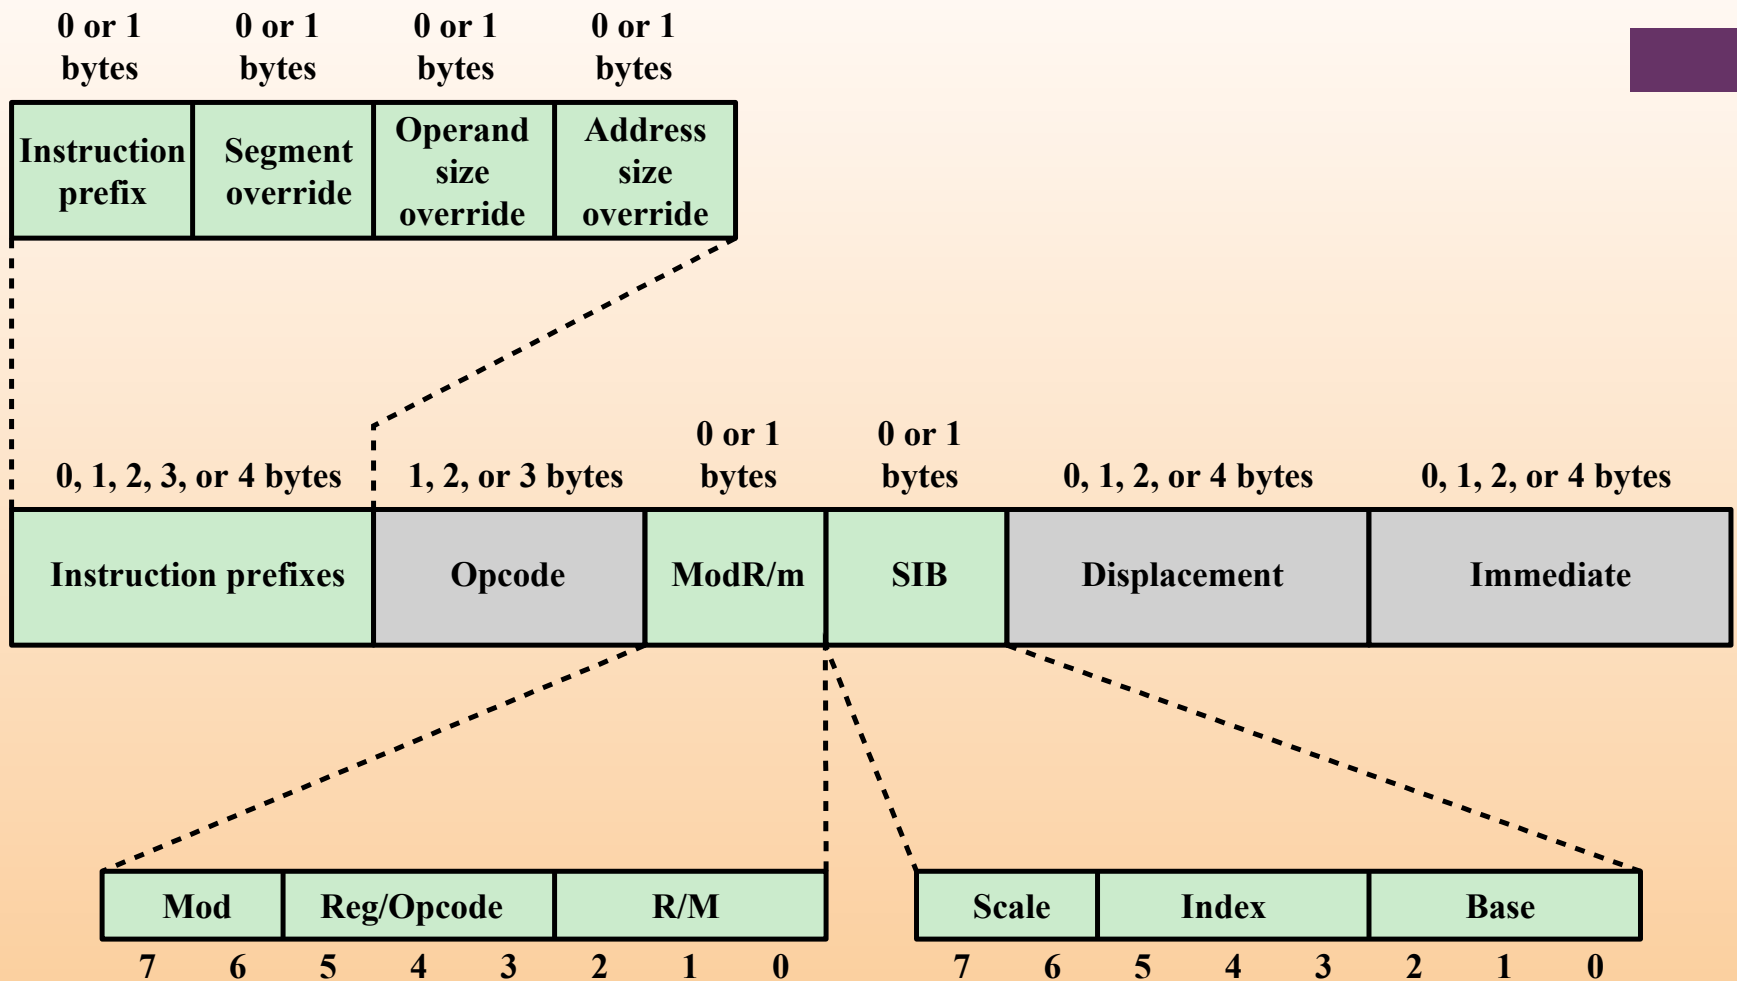 0 or 1 0 or 1 0 or 1 0 or 1
bytes bytes bytes bytes
Instruction prefix
Segment override
Operand size override
Address size override
0 or 1 0 or 1
0, 1, 2, 3, or 4 bytes 1, 2, or 3 bytes bytes bytes 0, 1, 2, or 4 bytes 0, 1, 2, or 4 bytes
Instruction prefixes Opcode ModR/m SIB Displacement Immediate
Mod Reg/Opcode R/M Scale Index Base
7 6 5 4 3 2 1 0 7 6 5 4 3 2 1 0